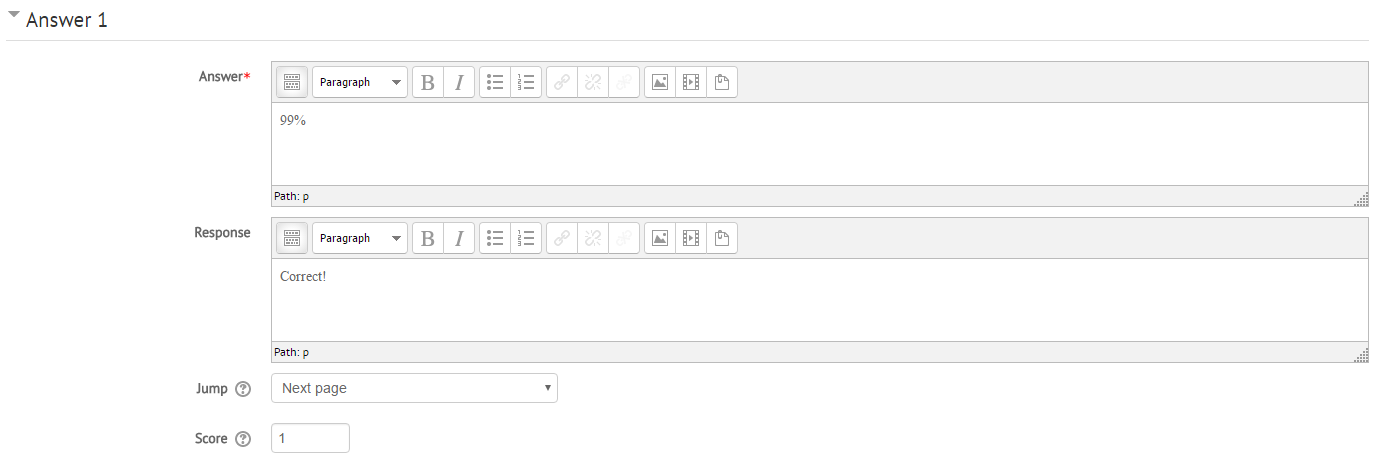 Answer 1
Answer*
Paragraph B I
99%
Path: p
Response
Paragraph B I
Correct!
Path: p
Jump ? Next page
Score ? 1